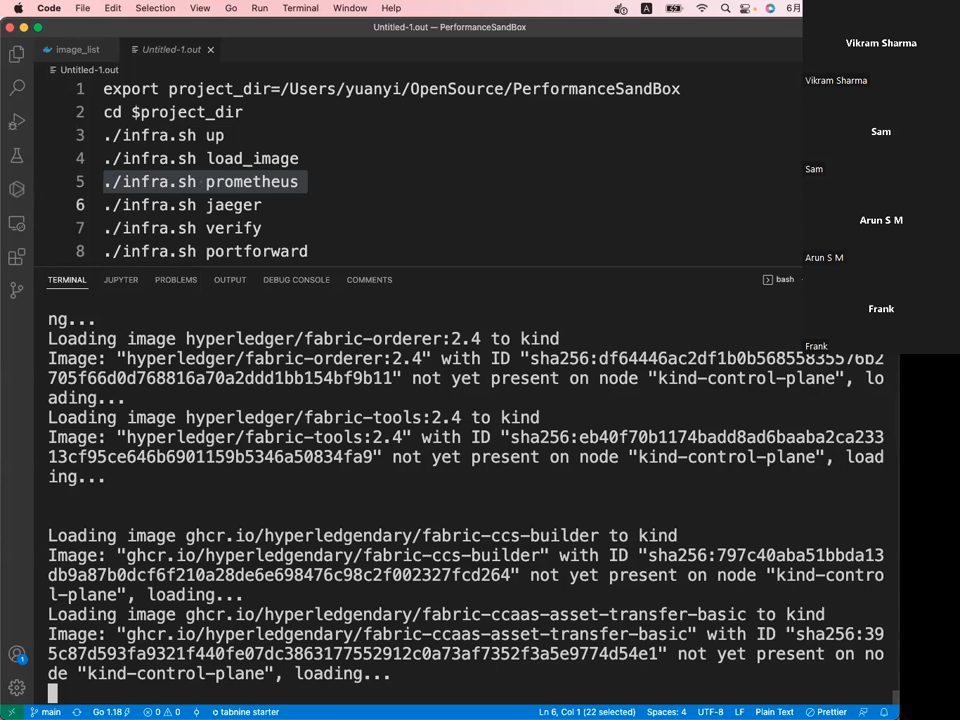 Code File Edit Selection View Go Run Terminal Window Help A 6月
Untitled-1.out — PerformanceSandBox
image_list Untitled-1.out
Untitled-1.out
1 export project_dir=/Users/yuanyi/OpenSource/PerformanceSandBox
2 cd $project_dir
3 ./infra.sh up
4 ./infra.sh load_image
5 ./infra.sh prometheus
6 ./infra.sh jaeger
7 ./infra.sh verify
8 ./infra.sh portforward
Vikram Sharma
Vikram Sharma
Sam
Sam
Arun S M
Arun S M
Frank
Frank
TERMINAL JUPYTER PROBLEMS OUTPUT DEBUG CONSOLE COMMENTS bash
ng...
Loading image hyperledger/fabric-orderer:2.4 to kind
Image: "hyperledger/fabric-orderer:2.4" with ID "sha256:df64446ac2df1b0b56855835576b2
705f66d0d768816a70a2ddd1bb154bf9b11" not yet present on node "kind-control-plane", lo
ading...
Loading image hyperledger/fabric-tools:2.4 to kind
Image: "hyperledger/fabric-tools:2.4" with ID "sha256:eb40f70b1174badd8ad6baaba2ca233
13cf95ce646b6901159b5346a50834fa9" not yet present on node "kind-control-plane", load
ing...
Loading image ghcr.io/hyperledgendary/fabric-ccs-builder to kind
Image: "ghcr.io/hyperledgendary/fabric-ccs-builder" with ID "sha256:797c40aba51bbda13
db9a87b0dcf6f210a28de6e698476c98c2f002327fcd264" not yet present on node "kind-contro
l-plane", loading...
Loading image ghcr.io/hyperledgendary/fabric-ccaas-asset-transfer-basic to kind
Image: "ghcr.io/hyperledgendary/fabric-ccaas-asset-transfer-basic" with ID "sha256:39
5c87d593fa9321f440fe07dc3863177552912c0a73af7352f3a5e9774d54e1" not yet present on no
de "kind-control-plane", loading...
1 main Go 1.18 0 0 tabnine starter Ln 6, Col 1 (22 selected) Spaces: 4 UTF-8 LF Plain Text Prettier